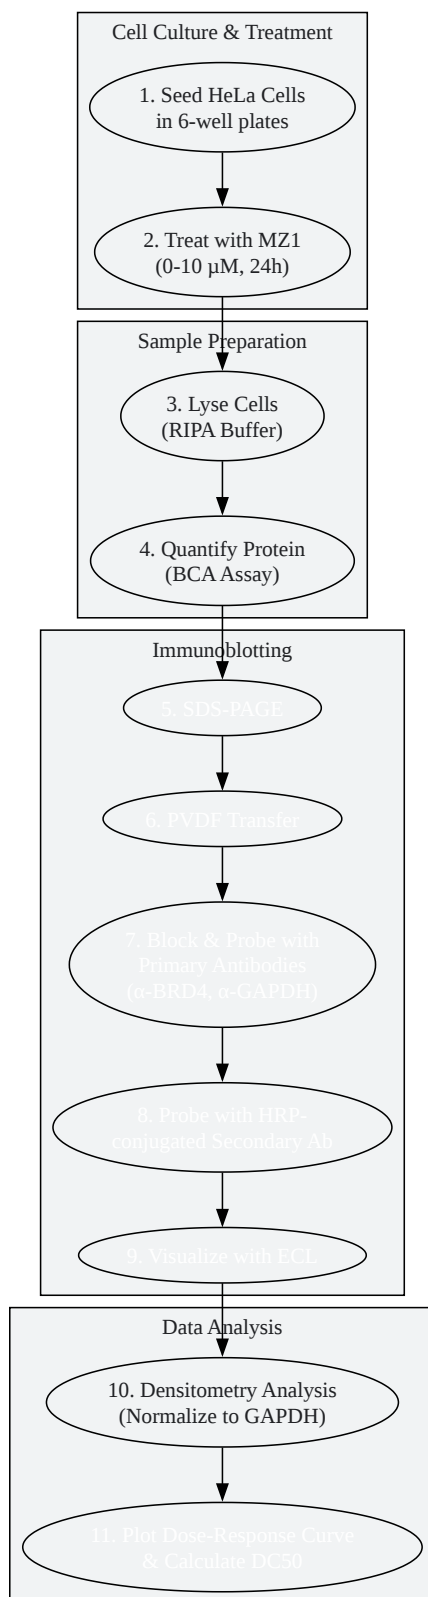 Cell Culture & Treatment
1. Seed HeLa Cells
in 6-well plates
2. Treat with MZ1
(0-10 µM, 24h)
Sample Preparation
3. Lyse Cells
(RIPA Buffer)
4. Quantify Protein
(BCA Assay)
Immunoblotting
5. SDS-PAGE
6. PVDF Transfer
7. Block & Probe with
Primary Antibodies
(α-BRD4, α-GAPDH)
8. Probe with HRP-
conjugated Secondary Ab
9. Visualize with ECL
Data Analysis
10. Densitometry Analysis
(Normalize to GAPDH)
11. Plot Dose-Response Curve
& Calculate DC50